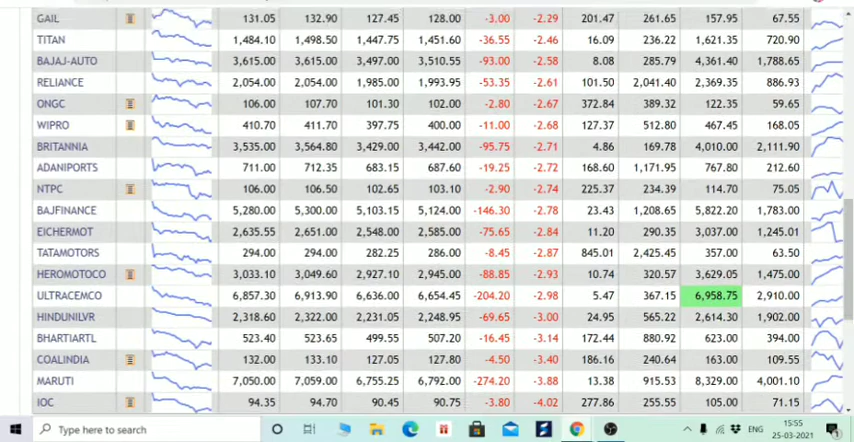 GAIL 131.05 132.90 127.45 128.00 -3.00 -2.29 201.47 261.65 157.95 67.55
TITAN 1,484.10 1,498.50 1,447.75 1,451.60 -36.55 -2.46 16.09 236.22 1,621.35 720.90
BAJAJ-AUTO 3,615.00 3,615.00 3,497.00 3,510.55 -93.00 -2.58 8.08 285.79 4,361.40 1,788.65
RELIANCE 2,054.00 2,054.00 1,985.00 1,993.95 -53.35 -2.61 101.50 2,041.40 2,369.35 886.93
ONGC 106.00 107.70 101.30 102.00 -2.80 -2.67 372.84 389.32 122.35 59.65
WIPRO 410.70 411.70 397.75 400.00 -11.00 -2.68 127.37 512.80 467.45 168.05
BRITANNIA 3,535.00 3,564.80 3,429.00 3,442.00 -95.75 -2.71 4.86 169.78 4,010.00 2,111.90
ADANIPORTS 711.00 712.35 683.15 687.60 -19.25 -2.72 168.60 1,171.95 767.80 212.60
NTPC 106.00 106.50 102.65 103.10 -2.90 -2.74 225.37 234.39 114.70 75.05
BAJFINANCE 5,280.00 5,300.00 5,103.15 5,124.00 -146.30 -2.78 23.43 1,208.65 5,822.20 1,783.00
EICHERMOT 2,635.55 2,651.00 2,548.00 2,585.00 -75.65 -2.84 11.20 290.35 3,037.00 1,245.01
TATAMOTORS 294.00 294.00 282.25 286.00 -8.45 -2.87 845.01 2,425.45 357.00 63.50
HEROMOTOCO 3,033.10 3,049.60 2,927.10 2,945.00 -88.85 -2.93 10.74 320.57 3,629.05 1,475.00
ULTRACEMCO 6,857.30 6,913.90 6,636.00 6,654.45 -204.20 -2.98 5.47 367.15 6,958.75 2,910.00
HINDUNILVR 2,318.60 2,322.00 2,231.05 2,248.95 -69.65 -3.00 24.95 565.22 2,614.30 1,902.00
BHARTIARTL 523.40 523.65 499.55 507.20 -16.45 -3.14 172.44 880.92 623.00 394.00
COALINDIA 132.00 133.10 127.05 127.80 -4.50 -3.40 186.16 240.64 163.00 109.55
MARUTI 7,050.00 7,059.00 6,755.25 6,792.00 -274.20 -3.88 13.38 915.53 8,329.00 4,001.10
IOC 94.35 94.70 90.45 90.75 -3.80 -4.02 277.86 255.55 105.00 71.15
Type here to search ENG 15:55
25-03-2021